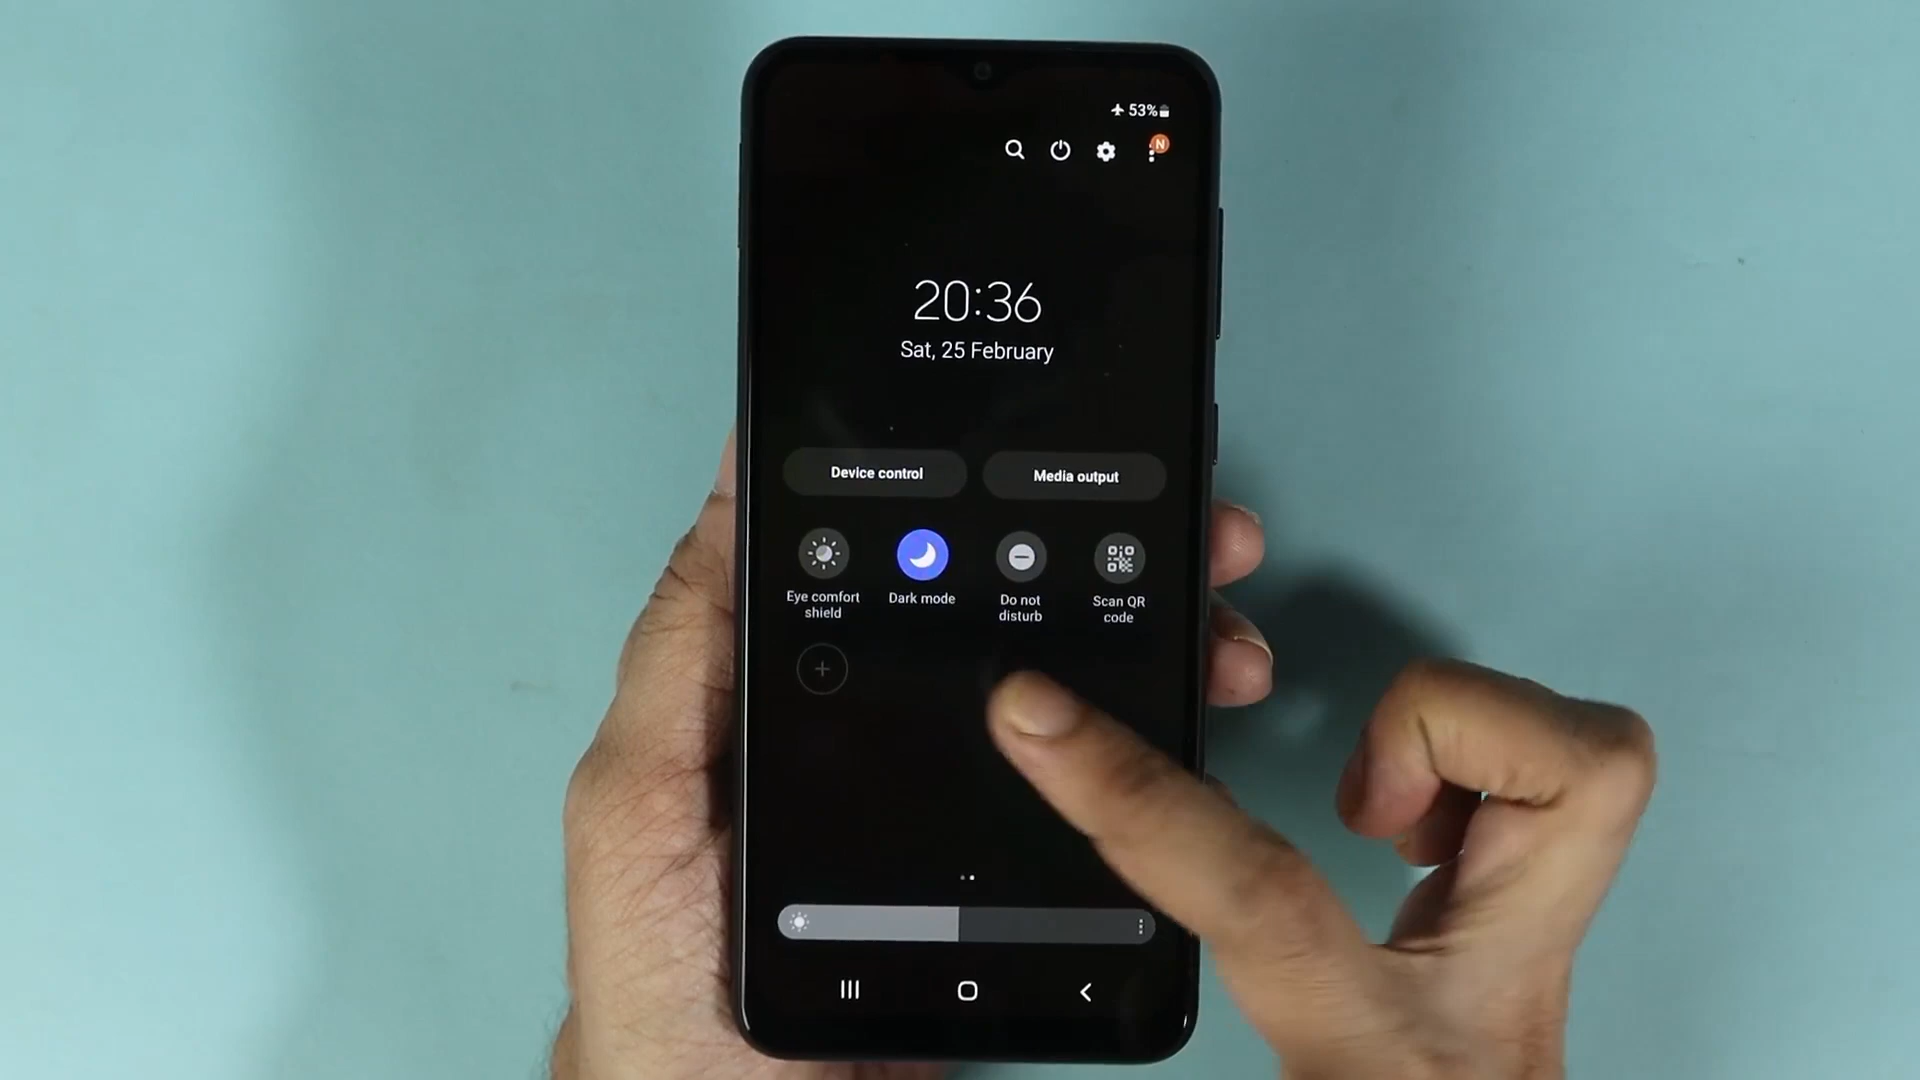 53%
N
20:36
Sat, 25 February
Device control
Media output
Eye comfort
shield
Dark mode
Do not
disturb
Scan QR
code